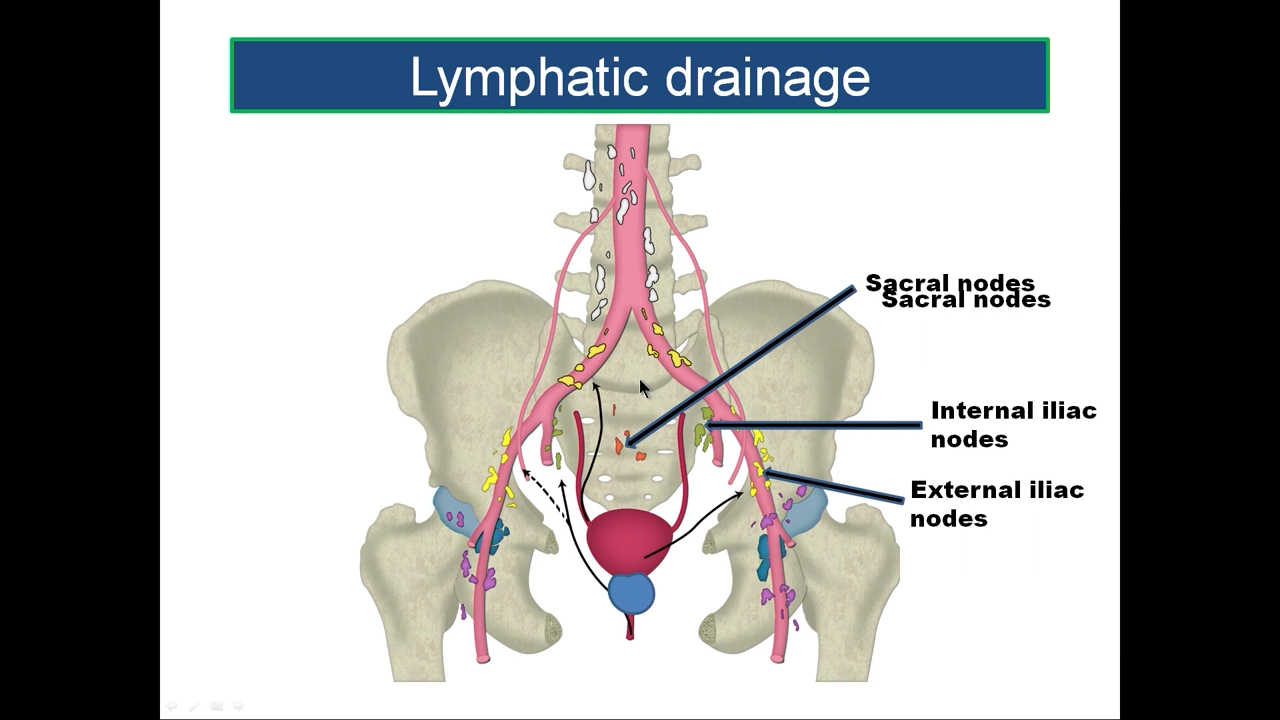 Lymphatic drainage
Sacral nodes
Sacral nodes
Internal iliac
nodes
External iliac
nodes